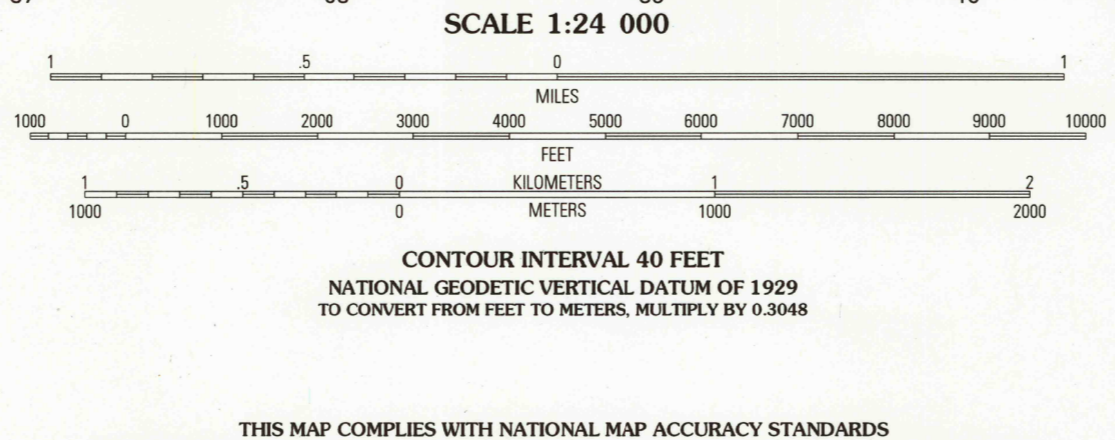 SCALE 1:24 000
1 .5 0 1
MILES
1000 0 1000 2000 3000 4000 5000 6000 7000 8000 9000 10000
FEET
1 .5 0 KILOMETERS 1 2
1000 0 METERS 1000 2000
CONTOUR INTERVAL 40 FEET
NATIONAL GEODETIC VERTICAL DATUM OF 1929
TO CONVERT FROM FEET TO METERS, MULTIPLY BY 0.3048
THIS MAP COMPLIES WITH NATIONAL MAP ACCURACY STANDARDS